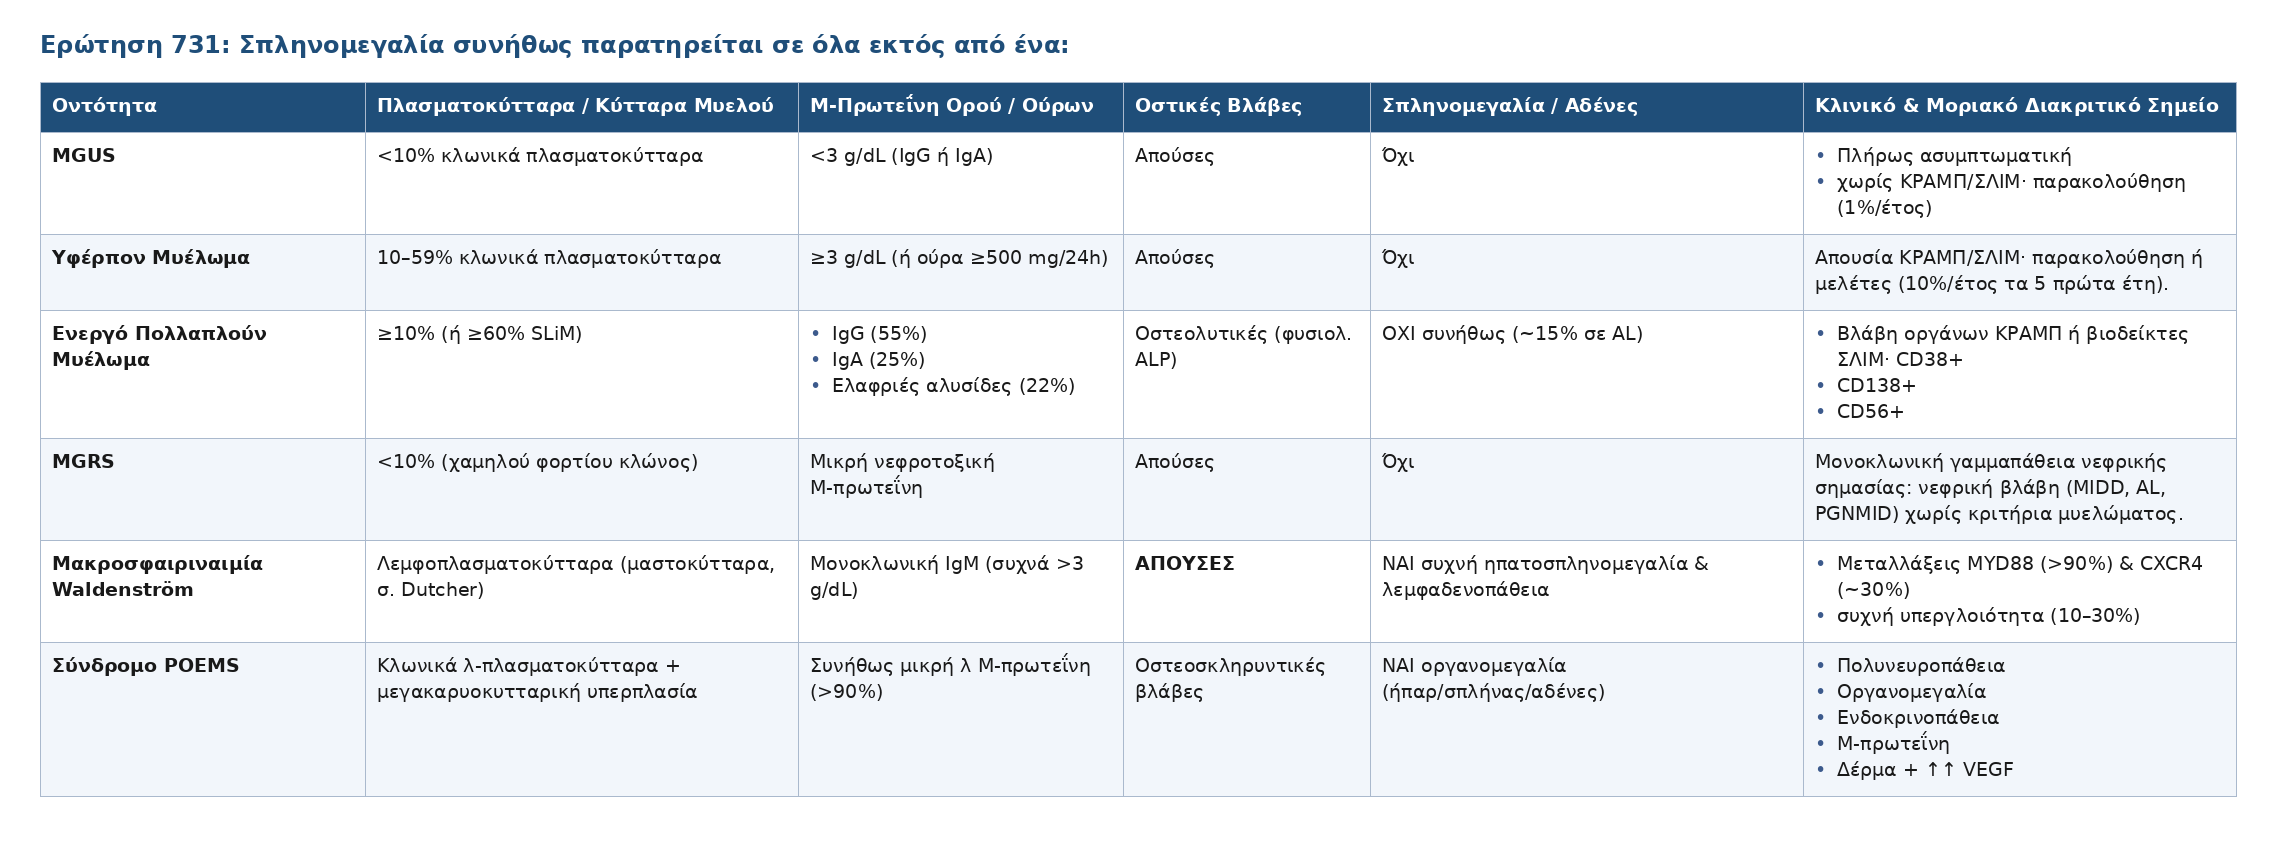 Ερώτηση 731: Σπληνομεγαλία συνήθως παρατηρείται σε όλα εκτός από ένα:
Οντότητα
Πλασματοκύτταρα / Κύτταρα Μυελού
Μ-Πρωτεΐνη Ορού / Ούρων
Οστικές Βλάβες
Σπληνομεγαλία / Αδένες
Κλινικό & Μοριακό Διακριτικό Σημείο
MGUS
<10% κλωνικά πλασματοκύτταρα
<3 g/dL (IgG ή IgA)
Απούσες
Όχι
• Πλήρως ασυμπτωματική
• χωρίς ΚΡΑΜΠ/ΣΛΙΜ· παρακολούθηση
(1%/έτος)
Υφέρπον Μυέλωμα
10–59% κλωνικά πλασματοκύτταρα
≥3 g/dL (ή ούρα ≥500 mg/24h)
Απούσες
Όχι
Απουσία ΚΡΑΜΠ/ΣΛΙΜ· παρακολούθηση ή
μελέτες (10%/έτος τα 5 πρώτα έτη).
Ενεργό Πολλαπλούν
Μυέλωμα
≥10% (ή ≥60% SLiM)
• IgG (55%)
• IgA (25%)
• Ελαφριές αλυσίδες (22%)
Οστεολυτικές (φυσιολ.
ALP)
ΟΧΙ συνήθως (~15% σε AL)
• Βλάβη οργάνων ΚΡΑΜΠ ή βιοδείκτες
ΣΛΙΜ· CD38+
• CD138+
• CD56+
MGRS
<10% (χαμηλού φορτίου κλώνος)
Μικρή νεφροτοξική
Μ-πρωτεΐνη
Απούσες
Όχι
Μονοκλωνική γαμμαπάθεια νεφρικής
σημασίας: νεφρική βλάβη (MIDD, AL,
PGNMID) χωρίς κριτήρια μυελώματος.
Μακροσφαιριναιμία
Waldenström
Λεμφοπλασματοκύτταρα (μαστοκύτταρα,
σ. Dutcher)
Μονοκλωνική IgM (συχνά >3
g/dL)
ΑΠΟΥΣΕΣ
ΝΑΙ συχνή ηπατοσπληνομεγαλία &
λεμφαδενοπάθεια
• Μεταλλάξεις MYD88 (>90%) & CXCR4
(~30%)
• συχνή υπεργλοιότητα (10–30%)
Σύνδρομο POEMS
Κλωνικά λ-πλασματοκύτταρα +
μεγακαρυοκυτταρική υπερπλασία
Συνήθως μικρή λ Μ-πρωτεΐνη
(>90%)
Οστεοσκληρυντικές
βλάβες
ΝΑΙ οργανομεγαλία
(ήπαρ/σπλήνας/αδένες)
• Πολυνευροπάθεια
• Οργανομεγαλία
• Ενδοκρινοπάθεια
• Μ-πρωτεΐνη
• Δέρμα + ↑↑ VEGF